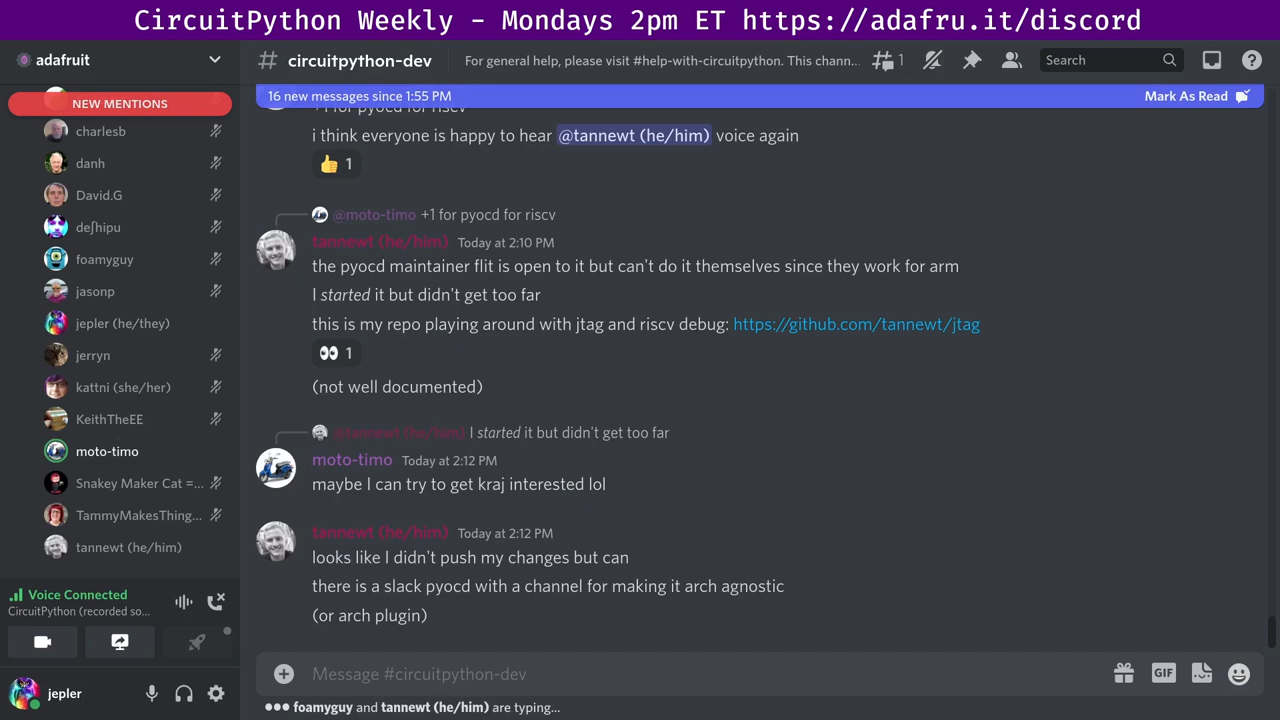 CircuitPython Weekly - Mondays 2pm ET https://adafru.it/discord
adafruit
NEW MENTIONS
charlesb
danh
David.G
deʃhipu
foamyguy
jasonp
jepler (he/they)
jerryn
kattni (she/her)
KeithTheEE
moto-timo
Snakey Maker Cat =...
TammyMakesThing...
tannewt (he/him)
Voice Connected
CircuitPython (recorded so...
jepler
# circuitpython-dev
For general help, please visit #help-with-circuitpython. This chann...
1
Search
16 new messages since 1:55 PM
Mark As Read
+1 for pyocd for riscv
i think everyone is happy to hear @tannewt (he/him) voice again
👍 1
@moto-timo +1 for pyocd for riscv
tannewt (he/him) Today at 2:10 PM
the pyocd maintainer flit is open to it but can't do it themselves since they work for arm
I started it but didn't get too far
this is my repo playing around with jtag and riscv debug: https://github.com/tannewt/jtag
👀 1
(not well documented)
@tannewt (he/him) I started it but didn't get too far
moto-timo Today at 2:12 PM
maybe I can try to get kraj interested lol
tannewt (he/him) Today at 2:12 PM
looks like I didn't push my changes but can
there is a slack pyocd with a channel for making it arch agnostic
(or arch plugin)
Message #circuitpython-dev
GIF
foamyguy and tannewt (he/him) are typing...